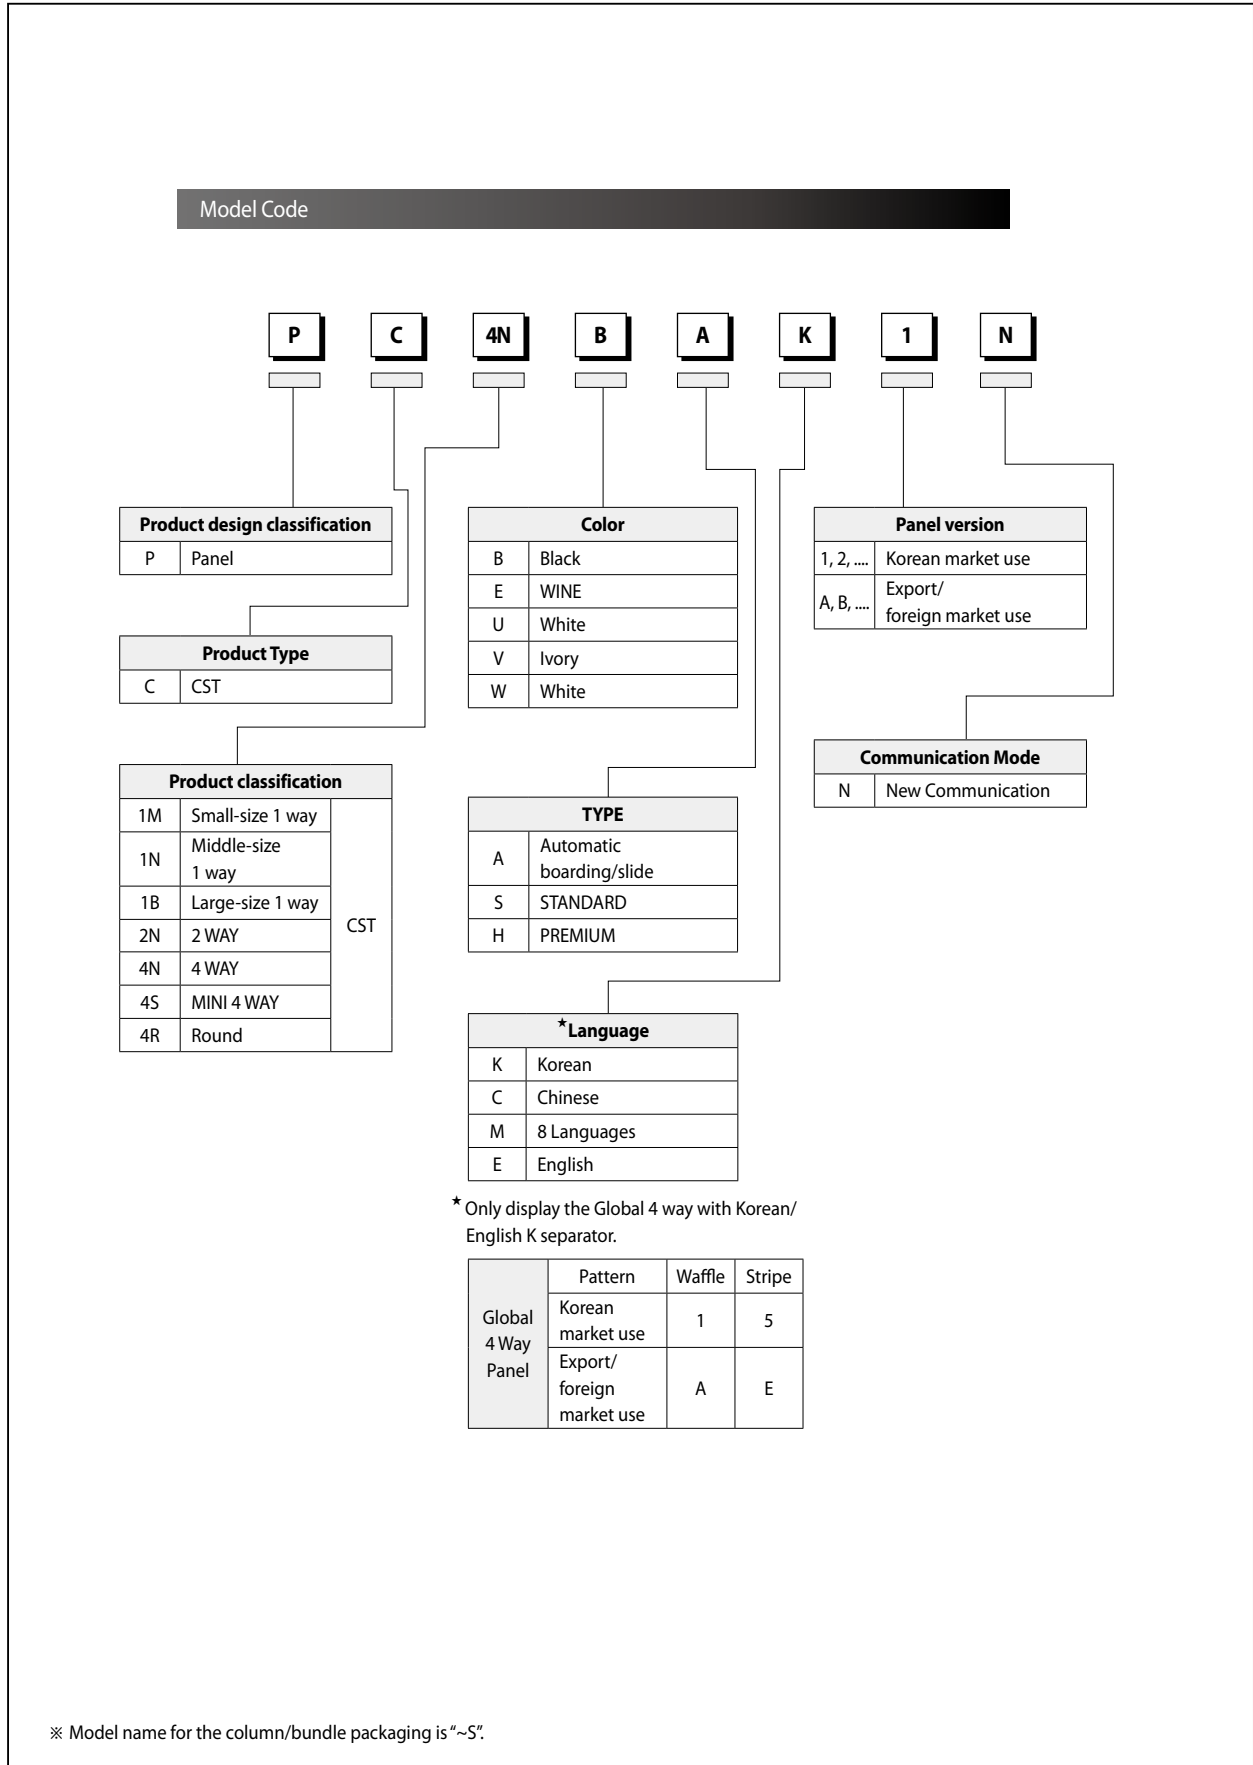 Model Code
P C 4N B A K 1 N
Product design classification
P Panel
Product Type
C CST
Product classification
1M Small-size 1 way
1N Middle-size
1 way
1B Large-size 1 way
2N 2 WAY
4N 4 WAY
4S MINI 4 WAY
4R Round
CST
Color
B Black
E WINE
U White
V Ivory
W White
TYPE
A Automatic
boarding/slide
S STANDARD
H PREMIUM
★Language
K Korean
C Chinese
M 8 Languages
E English
★ Only display the Global 4 way with Korean/
English K separator.
Global
4 Way
Panel
Pattern Waffle Stripe
Korean
market use 1 5
Export/
foreign
market use A E
Panel version
1, 2, .... Korean market use
A, B, .... Export/
foreign market use
Communication Mode
N New Communication
※ Model name for the column/bundle packaging is “~S”.